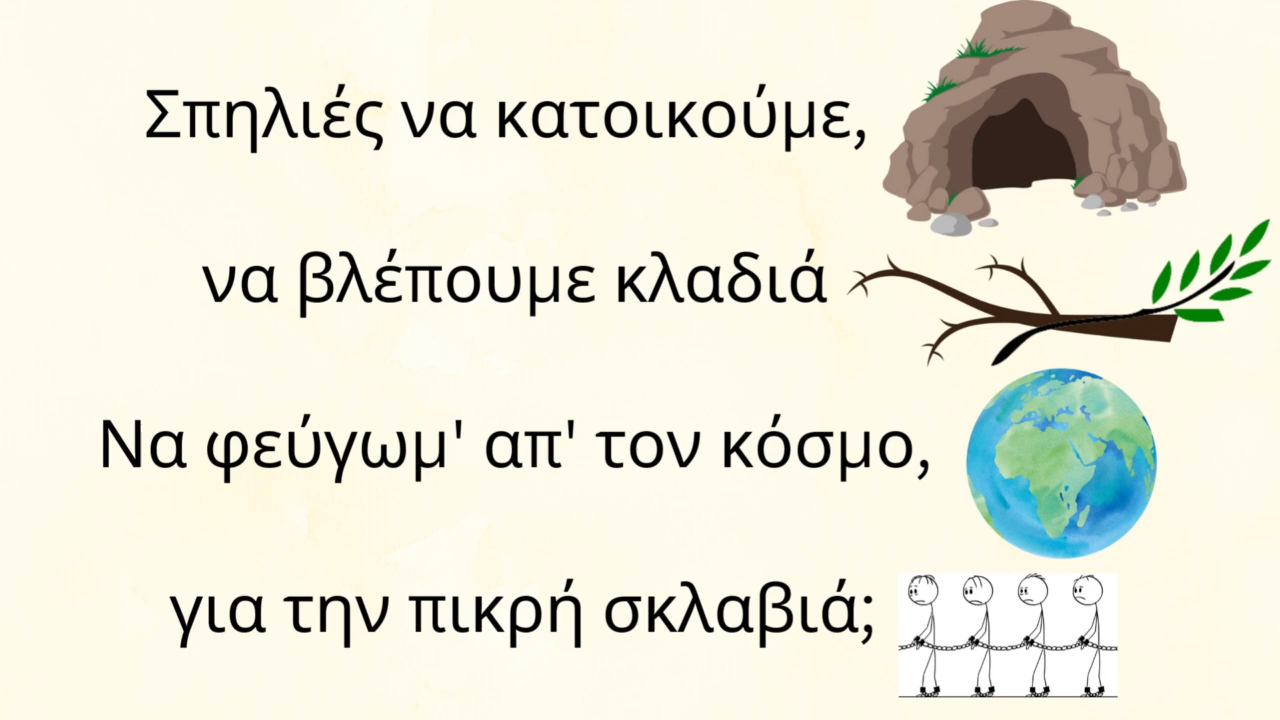 Σπηλιές να κατοικούμε,
να βλέπουμε κλαδιά
Να φεύγωμ' απ' τον κόσμο,
για την πικρή σκλαβιά;